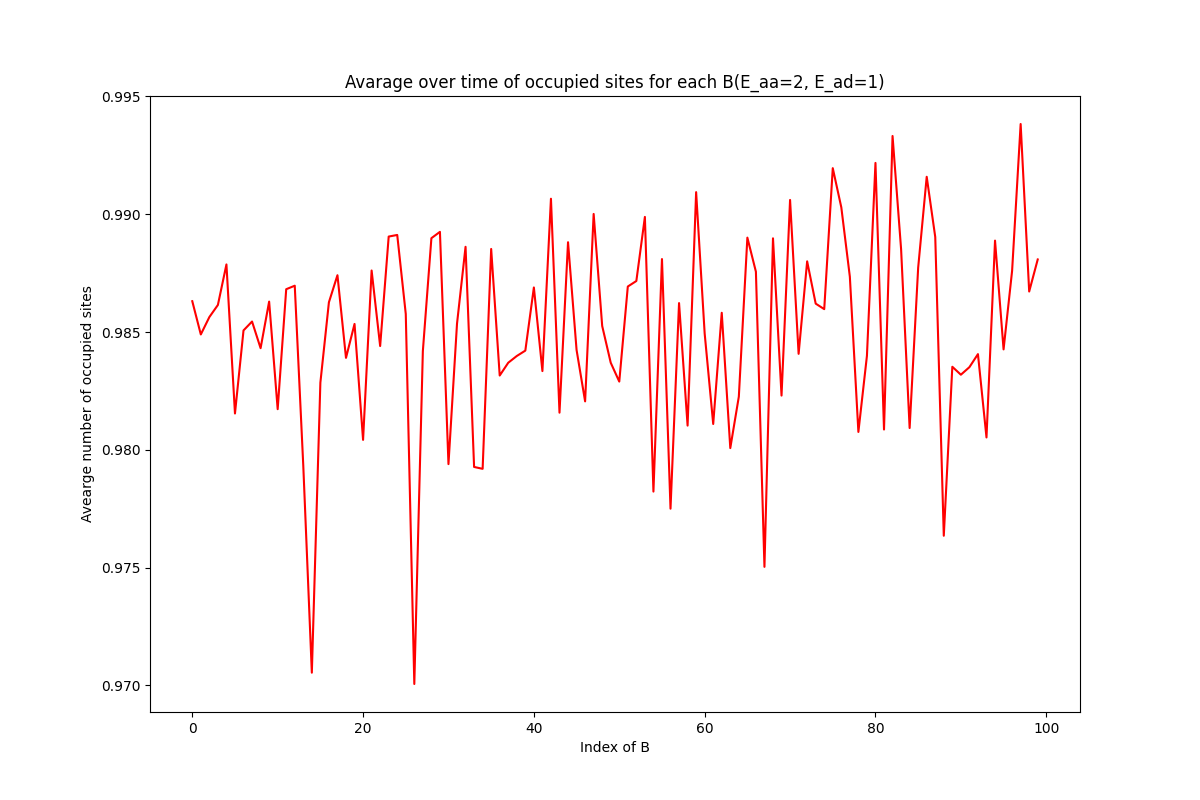 Avarage over time of occupied sites for each B(E_aa=2, E_ad=1)
0.995
0.990
0.985
0.980
0.975
0.970
Avearge number of occupied sites
0 20 40 60 80 100
Index of B